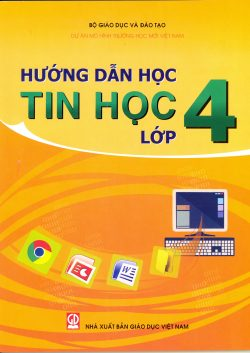 BỘ GIÁO DỤC VÀ ĐÀO TẠO
DỰ ÁN MÔ HÌNH TRƯỜNG HỌC MỚI VIỆT NAM
HƯỚNG DẪN HỌC
TIN HỌC 4
LỚP
NHÀ XUẤT BẢN GIÁO DỤC VIỆT NAM